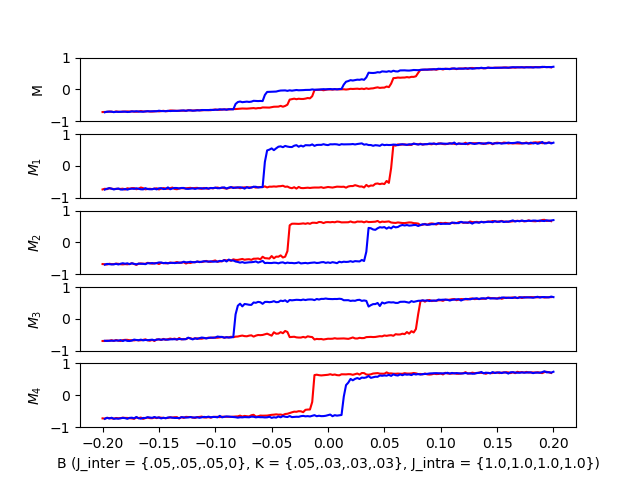 1
0
−1
M
1
0
−1
M₁
1
0
−1
M₂
1
0
−1
M₃
1
0
−1
M₄
−0.20 −0.15 −0.10 −0.05 0.00 0.05 0.10 0.15 0.20
B (J_inter = {.05,.05,.05,0}, K = {.05,.03,.03,.03}, J_intra = {1.0,1.0,1.0,1.0})